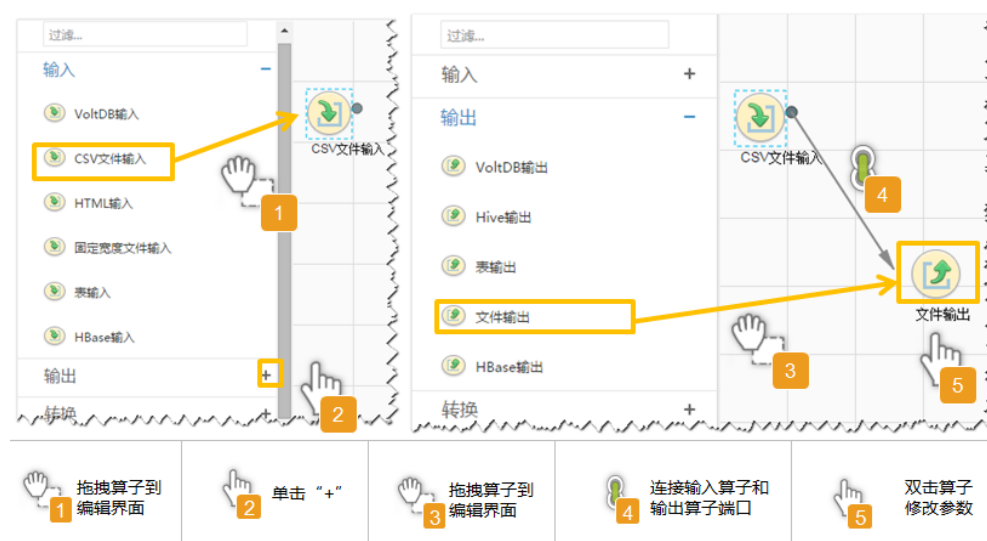 过滤...
输入
−
VoltDB输入
CSV文件输入
HTML输入
固定宽度文件输入
表输入
HBase输入
输出
+
转换
+
CSV文件输入
1
2
过滤...
输入
+
输出
−
VoltDB输出
Hive输出
表输出
文件输出
HBase输出
转换
+
CSV文件输入
4
文件输出
3
5
1
拖拽算子到
编辑界面
2
单击“+”
3
拖拽算子到
编辑界面
4
连接输入算子和
输出算子端口
5
双击算子
修改参数